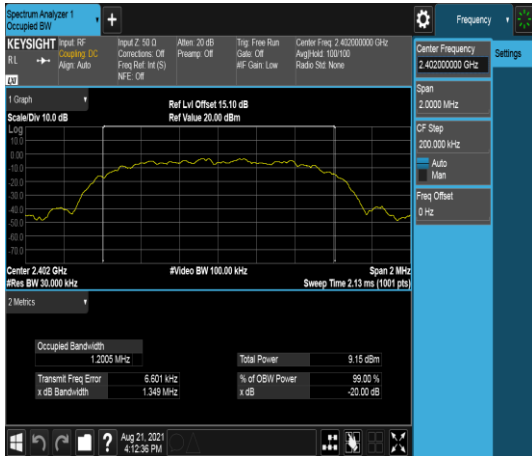 Spectrum Analyzer 1
Occupied BW
Frequency
KEYSIGHT
RL
LXI
Input: RF
Coupling: DC
Align: Auto
Input Z: 50 Ω
Corrections: Off
Freq Ref: Int (S)
NFE: Off
Atten: 20 dB
Preamp: Off
Trig: Free Run
Gate: Off
#IF Gain: Low
Center Freq: 2.402000000 GHz
Avg|Hold: 100/100
Radio Std: None
Center Frequency
2.402000000 GHz
Settings
Span
2.0000 MHz
CF Step
200.000 kHz
Auto
Man
Freq Offset
0 Hz
1 Graph
Scale/Div 10.0 dB
Ref Lvl Offset 15.10 dB
Ref Value 20.00 dBm
Log
10.0
0.00
-10.0
-20.0
-30.0
-40.0
-50.0
-60.0
-70.0
Center 2.402 GHz
#Res BW 30.000 kHz
#Video BW 100.00 kHz
Span 2 MHz
Sweep Time 2.13 ms (1001 pts)
2 Metrics
Occupied Bandwidth
1.2005 MHz
Total Power 9.15 dBm
Transmit Freq Error 6.601 kHz
% of OBW Power 99.00 %
x dB Bandwidth 1.349 MHz
x dB -20.00 dB
Aug 21, 2021
4:12:36 PM